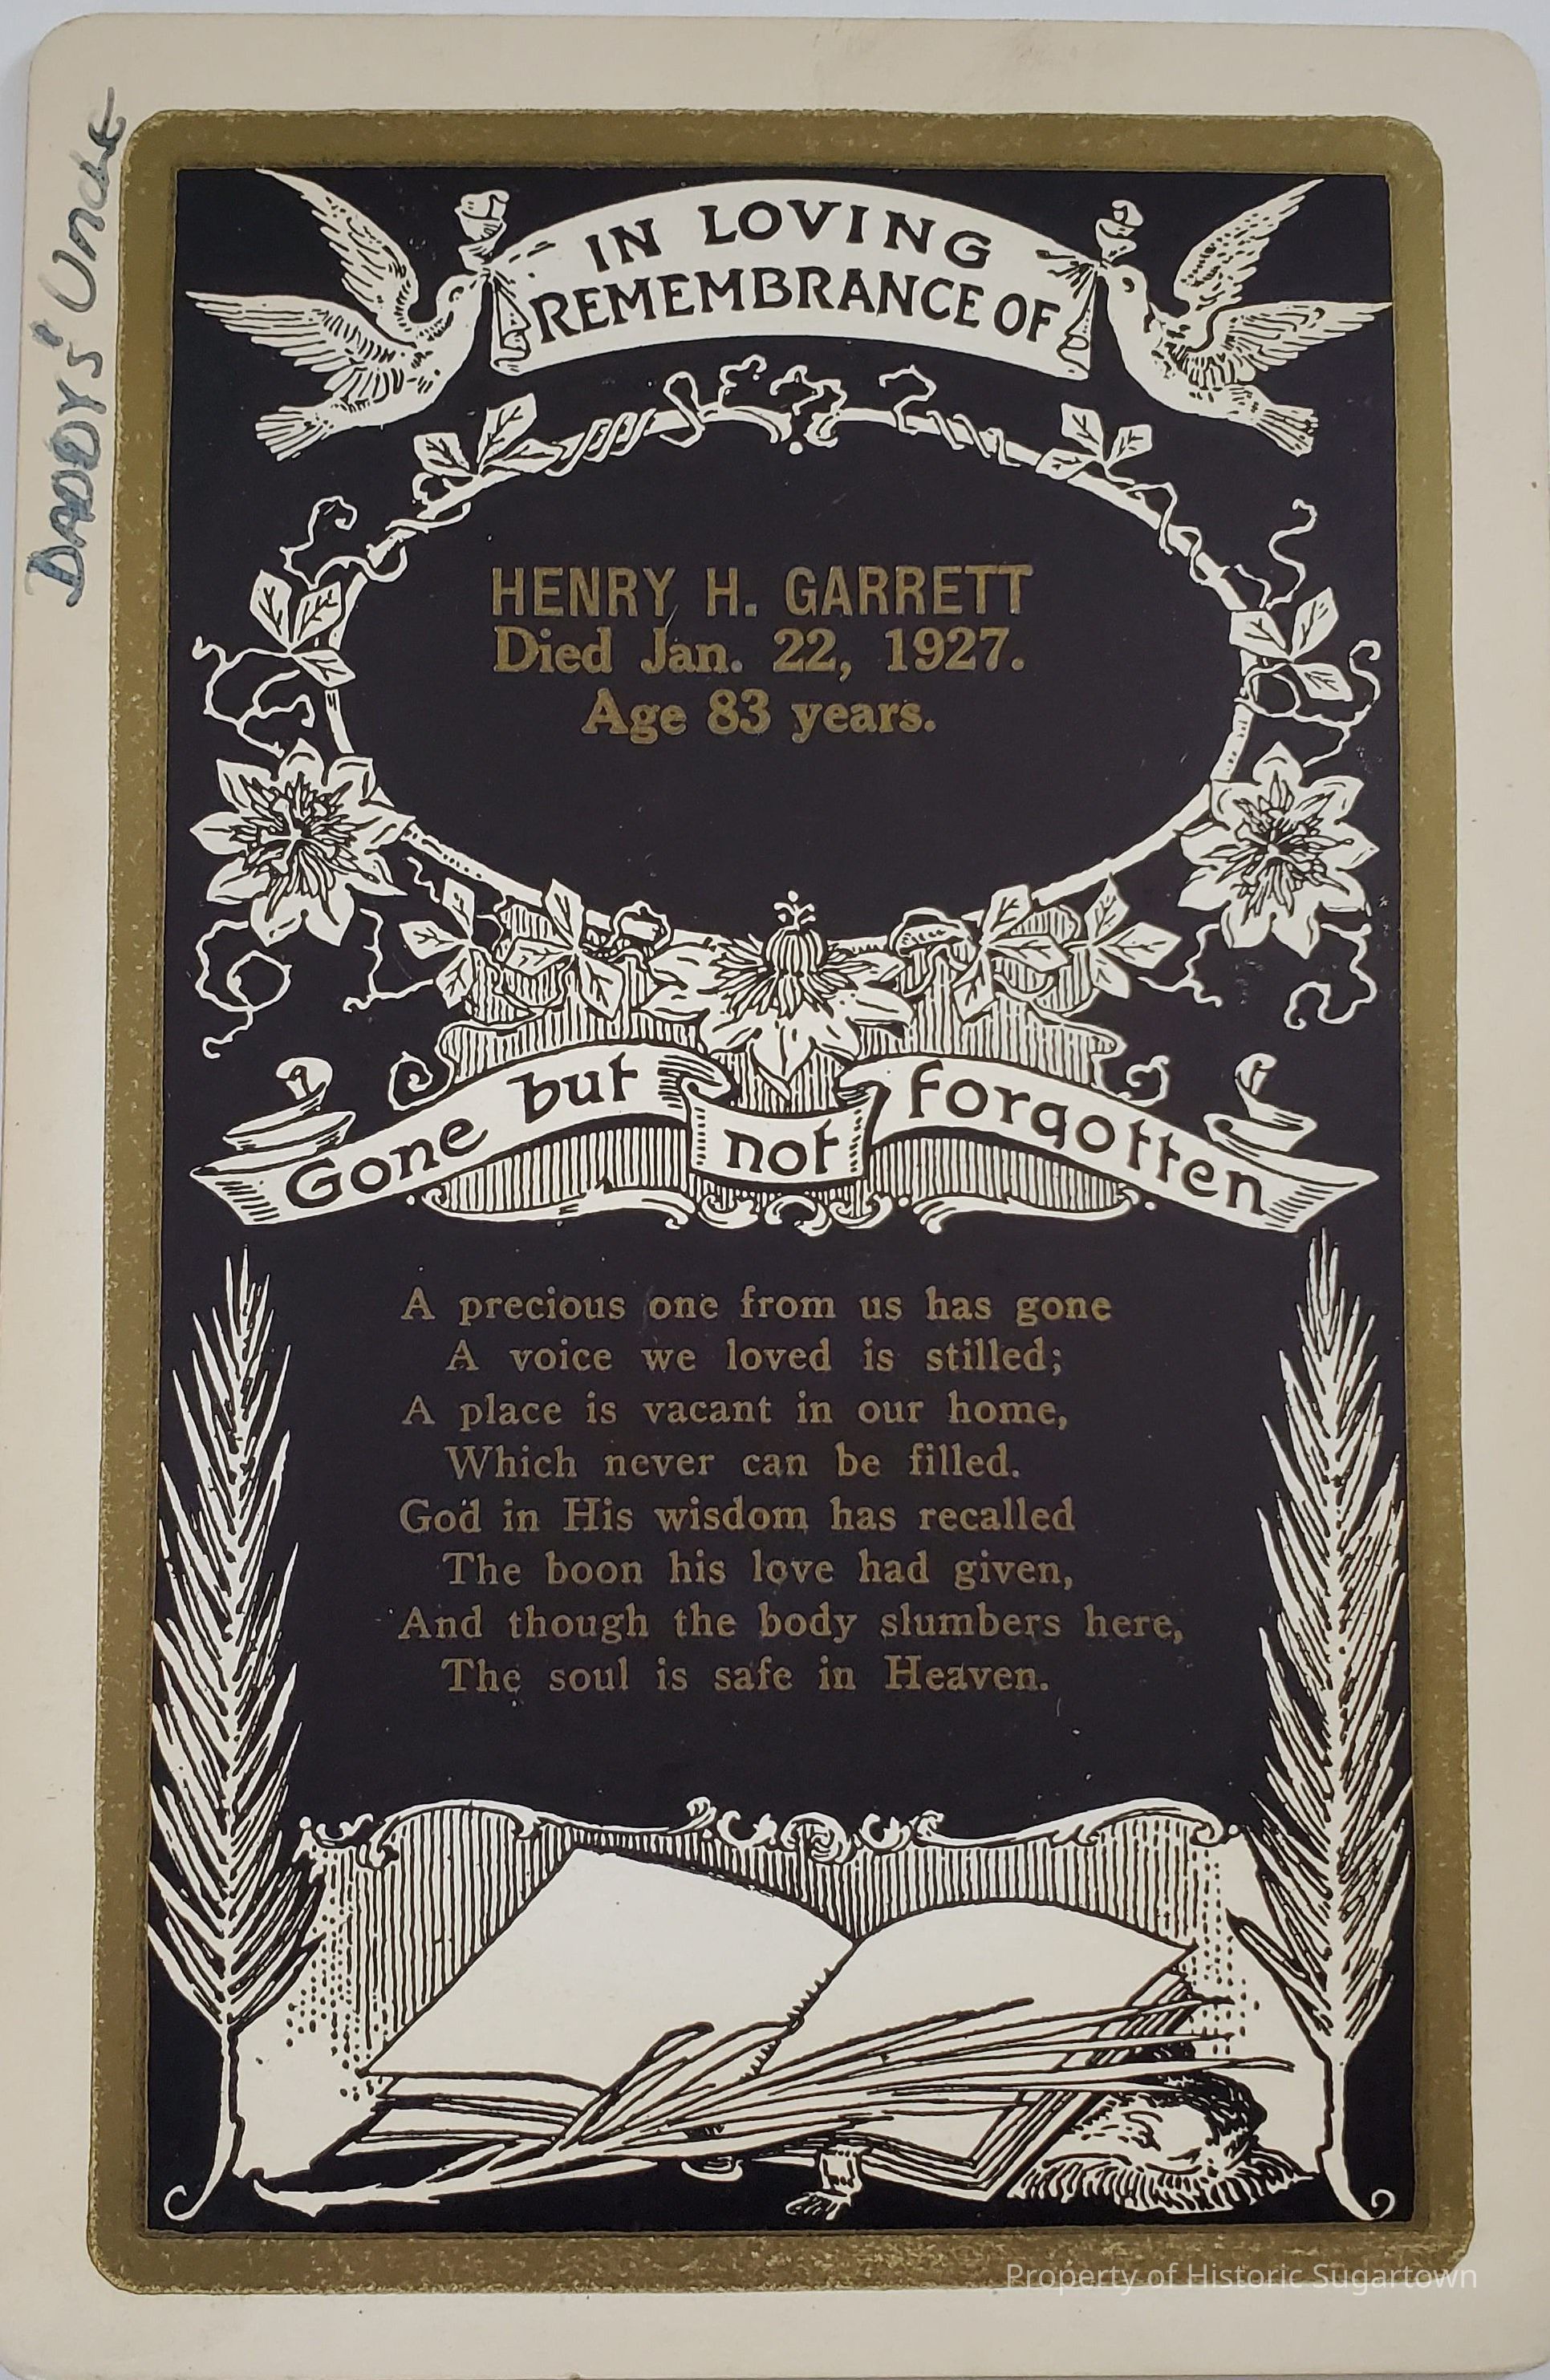 DADDY's' Uncle
IN LOVING
REMEMBRANCE OF
HENRY H. GARRETT
Died Jan. 22, 1927.
Age 83 years.
Gone but not forgotten
A precious one from us has gone
A voice we loved is stilled;
A place is vacant in our home,
Which never can be filled.
God in His wisdom has recalled
The boon his love had given,
And though the body slumbers here,
The soul is safe in Heaven.
Property of Historic Sugartown